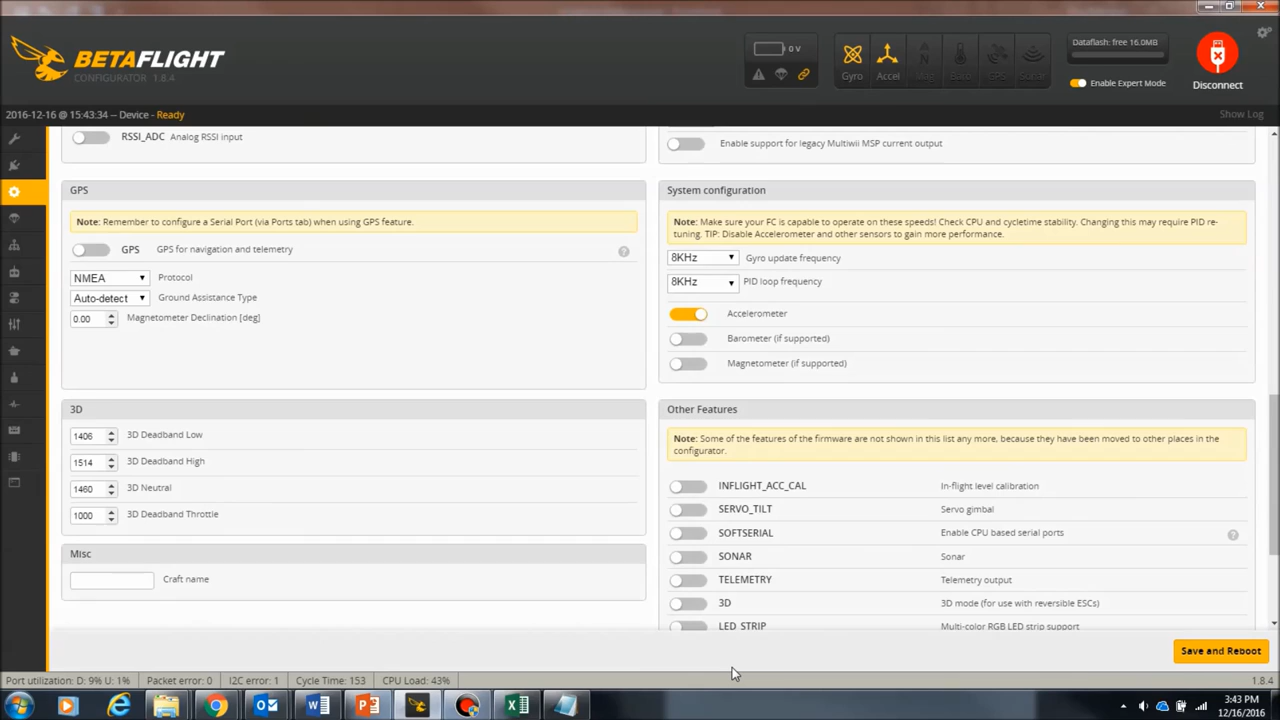 BETAFLIGHT
CONFIGURATOR 1.8.4
0 V
Gyro
Accel
Mag
Baro
GPS
Sonar
Dataflash: free 16.0MB
Enable Expert Mode
Disconnect
2016-12-16 @ 15:43:34 -- Device - Ready
Show Log
RSSI_ADC Analog RSSI input
Enable support for legacy Multiwii MSP current output
GPS
Note: Remember to configure a Serial Port (via Ports tab) when using GPS feature.
GPS GPS for navigation and telemetry
?
NMEA Protocol
Auto-detect Ground Assistance Type
0.00 Magnetometer Declination [deg]
System configuration
Note: Make sure your FC is capable to operate on these speeds! Check CPU and cycletime stability. Changing this may require PID re-
tuning. TIP: Disable Accelerometer and other sensors to gain more performance.
8KHz Gyro update frequency
8KHz PID loop frequency
Accelerometer
Barometer (if supported)
Magnetometer (if supported)
3D
1406 3D Deadband Low
1514 3D Deadband High
1460 3D Neutral
1000 3D Deadband Throttle
Misc
Craft name
Other Features
Note: Some of the features of the firmware are not shown in this list any more, because they have been moved to other places in the
configurator.
INFLIGHT_ACC_CAL In-flight level calibration
SERVO_TILT Servo gimbal
SOFTSERIAL Enable CPU based serial ports ?
SONAR Sonar
TELEMETRY Telemetry output
3D 3D mode (for use with reversible ESCs)
LED_STRIP Multi-color RGB LED strip support
Save and Reboot
Port utilization: D: 9% U: 1% Packet error: 0 I2C error: 1 Cycle Time: 153 CPU Load: 43% 1.8.4
3:43 PM
12/16/2016